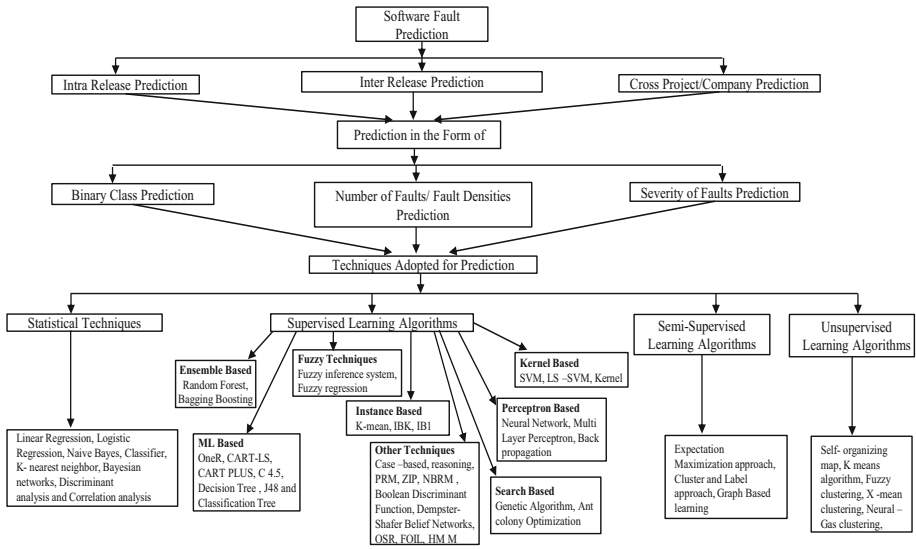 Software Fault
Prediction
Intra Release Prediction
Inter Release Prediction
Cross Project/Company Prediction
Prediction in the Form of
Binary Class Prediction
Number of Faults/ Fault Densities
Prediction
Severity of Faults Prediction
Techniques Adopted for Prediction
Statistical Techniques
Supervised Learning Algorithms
Semi-Supervised
Learning Algorithms
Unsupervised
Learning Algorithms
Ensemble Based
Random Forest,
Bagging Boosting
Fuzzy Techniques
Fuzzy inference system,
Fuzzy regression
Kernel Based
SVM, LS –SVM, Kernel
Instance Based
K-mean, IBK, IB1
Perceptron Based
Neural Network, Multi
Layer Perceptron, Back
propagation
Linear Regression, Logistic
Regression, Naive Bayes, Classifier,
K- nearest neighbor, Bayesian
networks, Discriminant
analysis and Correlation analysis
ML Based
OneR, CART-LS,
CART PLUS, C 4.5,
Decision Tree , J48 and
Classification Tree
Other Techniques
Case –based, reasoning,
PRM, ZIP, NBRM ,
Boolean Discriminant
Function, Dempster-
Shafer Belief Networks,
OSR, FOIL, HM M
Search Based
Genetic Algorithm, Ant
colony Optimization
Expectation
Maximization approach,
Cluster and Label
approach, Graph Based
learning
Self- organizing
map, K means
algorithm, Fuzzy
clustering, X -mean
clustering, Neural –
Gas clustering,